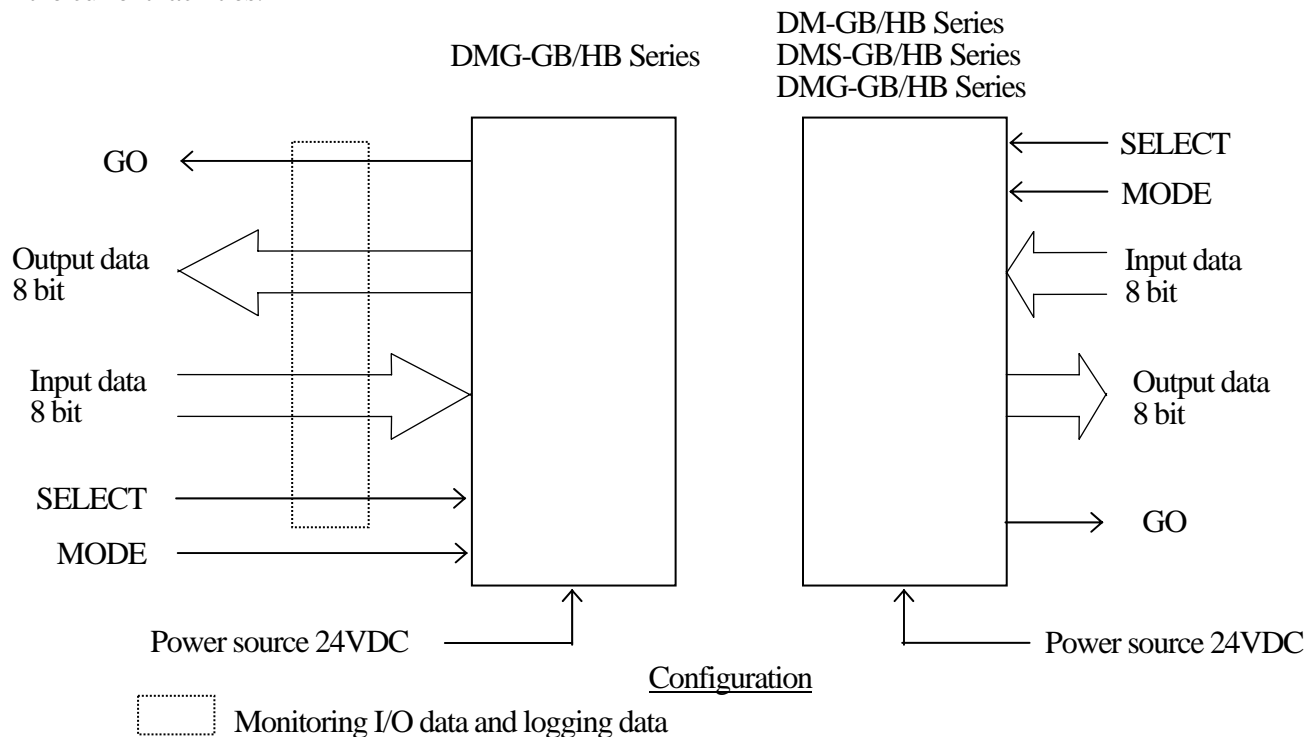 DM-GB/HB Series
DMG-GB/HB Series
DMS-GB/HB Series
DMG-GB/HB Series
GO
SELECT
MODE
Output data
8 bit
Input data
8 bit
Input data
8 bit
Output data
8 bit
SELECT
GO
MODE
Power source 24VDC
Power source 24VDC
Configuration
Monitoring I/O data and logging data